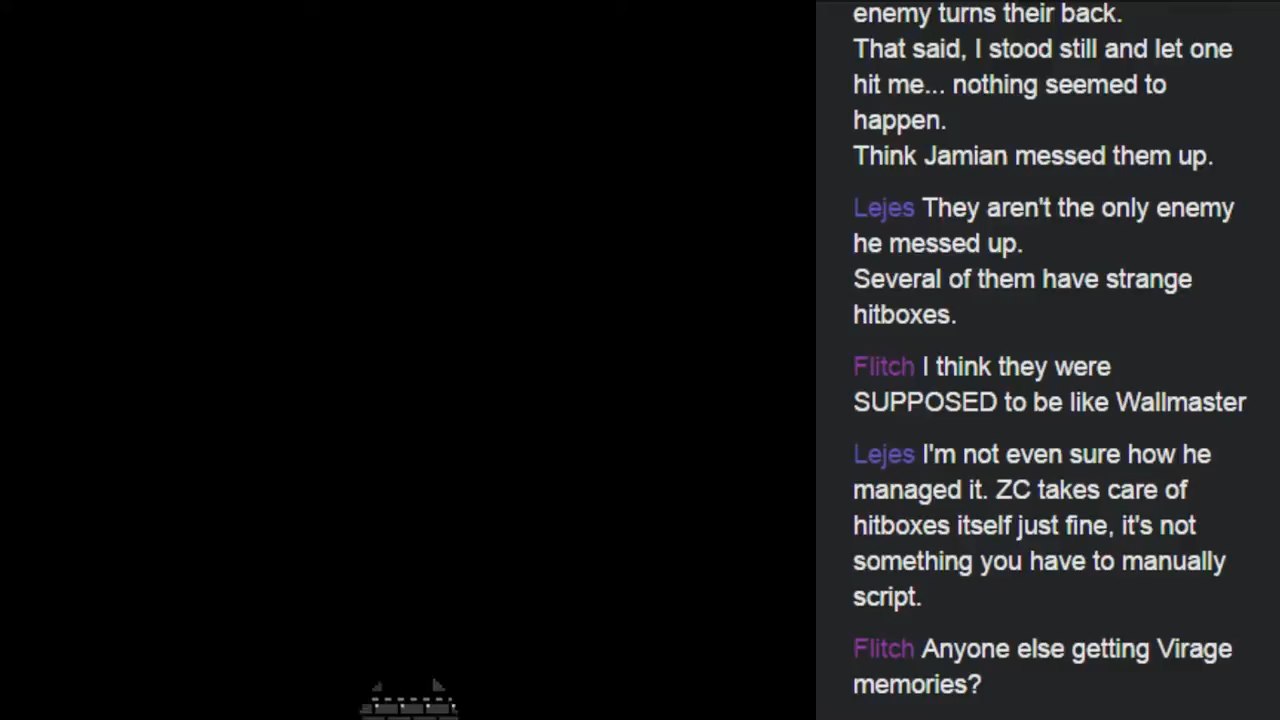 enemy turns their back.
That said, I stood still and let one
hit me... nothing seemed to
happen.
Think Jamian messed them up.
Lejes They aren't the only enemy
he messed up.
Several of them have strange
hitboxes.
Flitch I think they were
SUPPOSED to be like Wallmaster
Lejes I'm not even sure how he
managed it. ZC takes care of
hitboxes itself just fine, it's not
something you have to manually
script.
Flitch Anyone else getting Virage
memories?